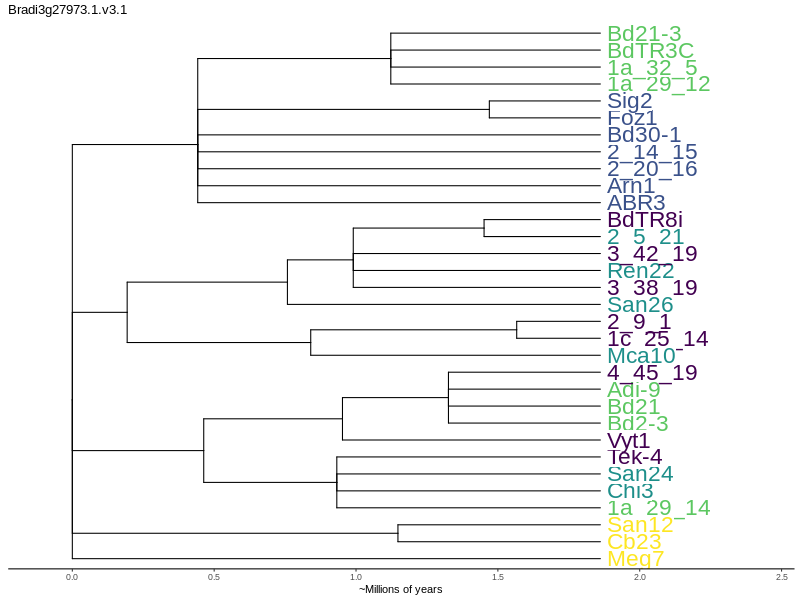 Bradi3g27973.1.v3.1
Bd21-3
BdTR3C
1a_32_5
1a_29_12
Sig2
Foz1
Bd30-1
2_14_15
2_20_16
Arn1
ABR3
BdTR8i
2_5_21
3_42_19
Ren22
3_38_19
San26
2_9_1
1c_25_14
Mca10
4_45_19
Adi-9
Bd21
Bd2-3
Vyt1
Tek-4
San24
Chi3
1a_29_14
San12
Cb23
Meg7
0.0 0.5 1.0 1.5 2.0 2.5
~Millions of years